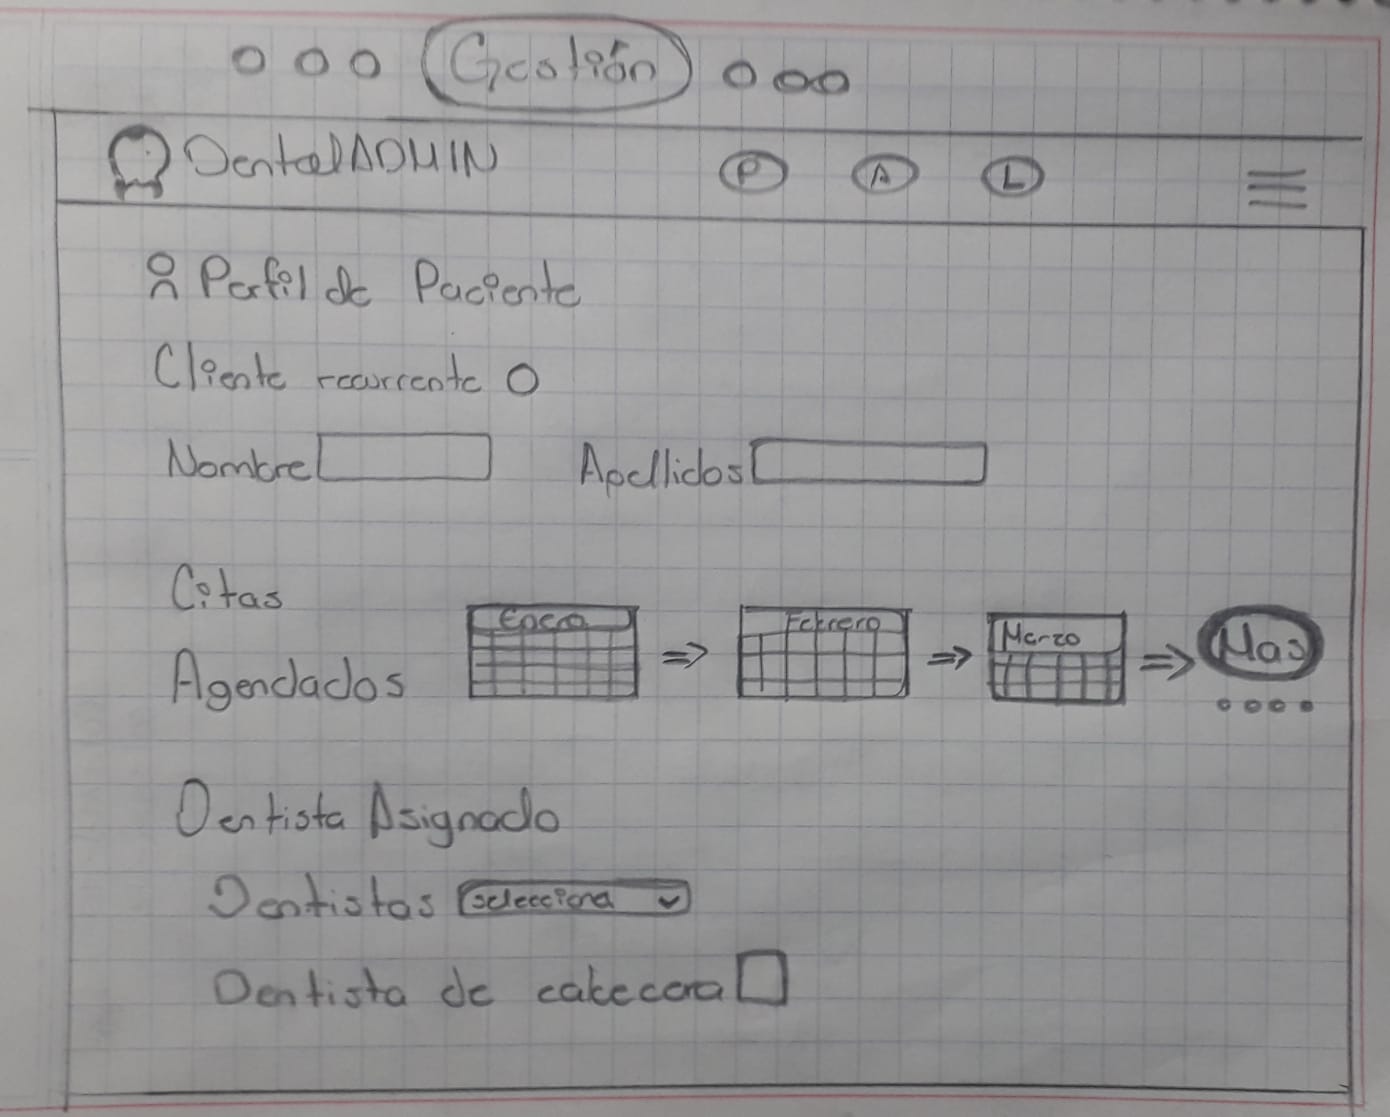 Gestión
DentalADMIN P A L
Perfil de Paciente
Cliente recurrente
Nombre Apellidos
Citas
Agendados
Enero Febrero Marzo Mas
Dentista Asignado
Dentistas selecciona
Dentista de cabecera